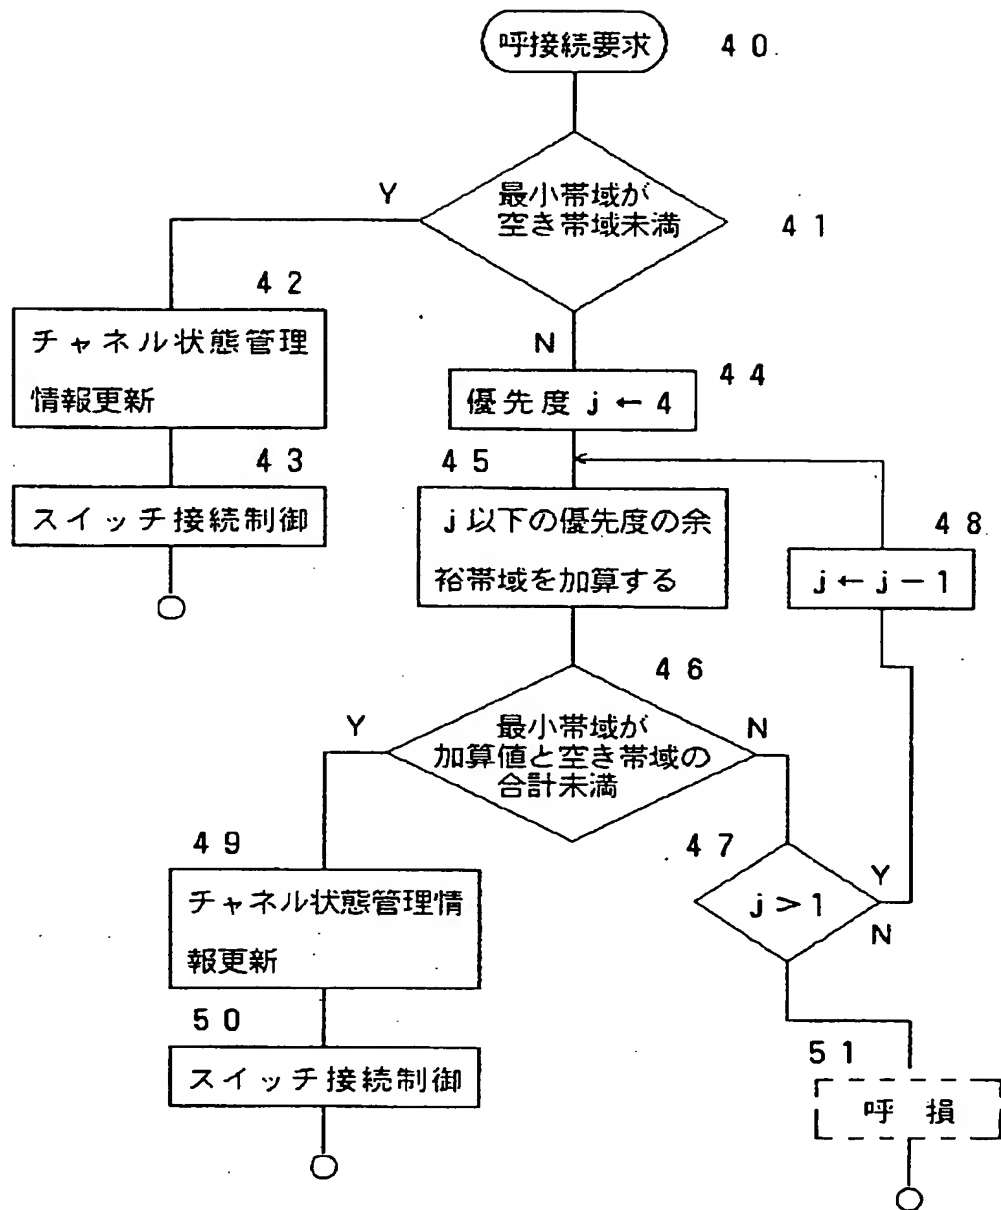 呼接続要求
40.
最小帯域が
空き帯域未満
41
Y
N
42
チャネル状態管理
情報更新
43
スイッチ接続制御
44
優先度 j ← 4
45
j以下の優先度の余
裕帯域を加算する
48
j ← j - 1
46
最小帯域が
加算値と空き帯域の
合計未満
Y
N
49
チャネル状態管理情
報更新
50
スイッチ接続制御
47
j > 1
Y
N
51
呼損